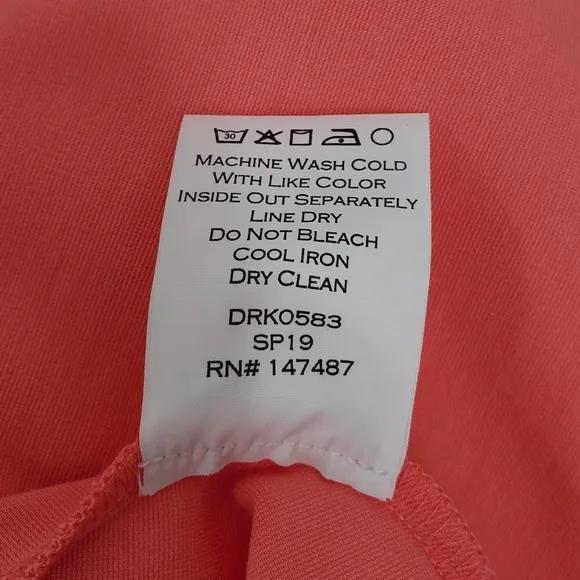 30
MACHINE WASH COLD
WITH LIKE COLOR
INSIDE OUT SEPARATELY
LINE DRY
DO NOT BLEACH
COOL IRON
DRY CLEAN
DRK0583
SP19
RN# 147487